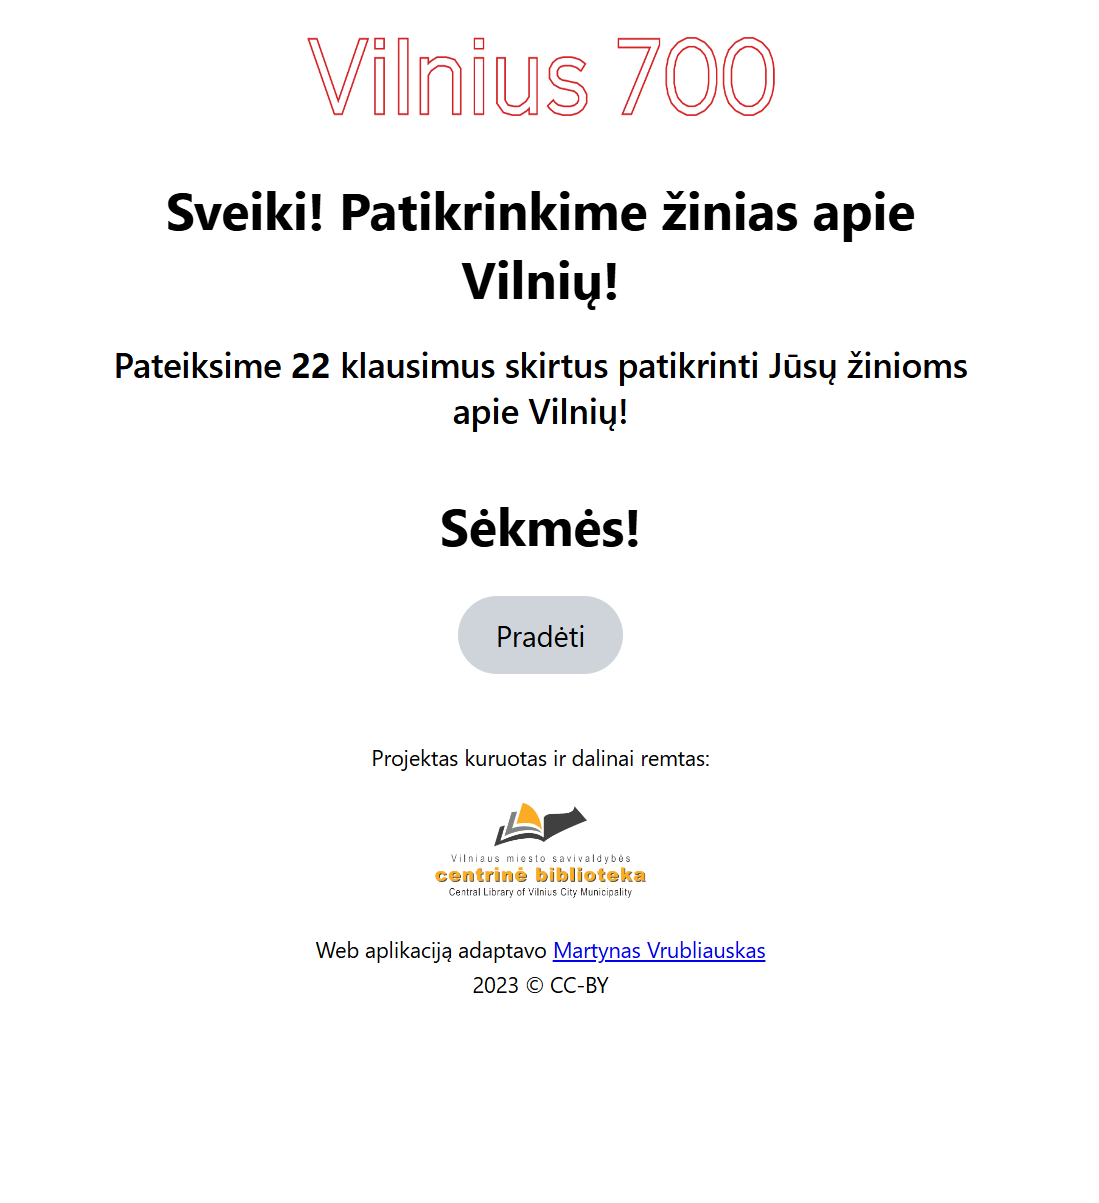 Vilnius 700
Sveiki! Patikrinkime žinias apie
Vilnių!
Pateiksime 22 klausimus skirtus patikrinti Jūsų žinioms
apie Vilnių!
Sėkmės!
Pradėti
Projektas kuruotas ir dalinai remtas:
Vilniaus miesto savivaldybės
centrinė biblioteka
Central Library of Vilnius City Municipality
Web aplikaciją adaptavo Martynas Vrubliauskas
2023 © CC-BY